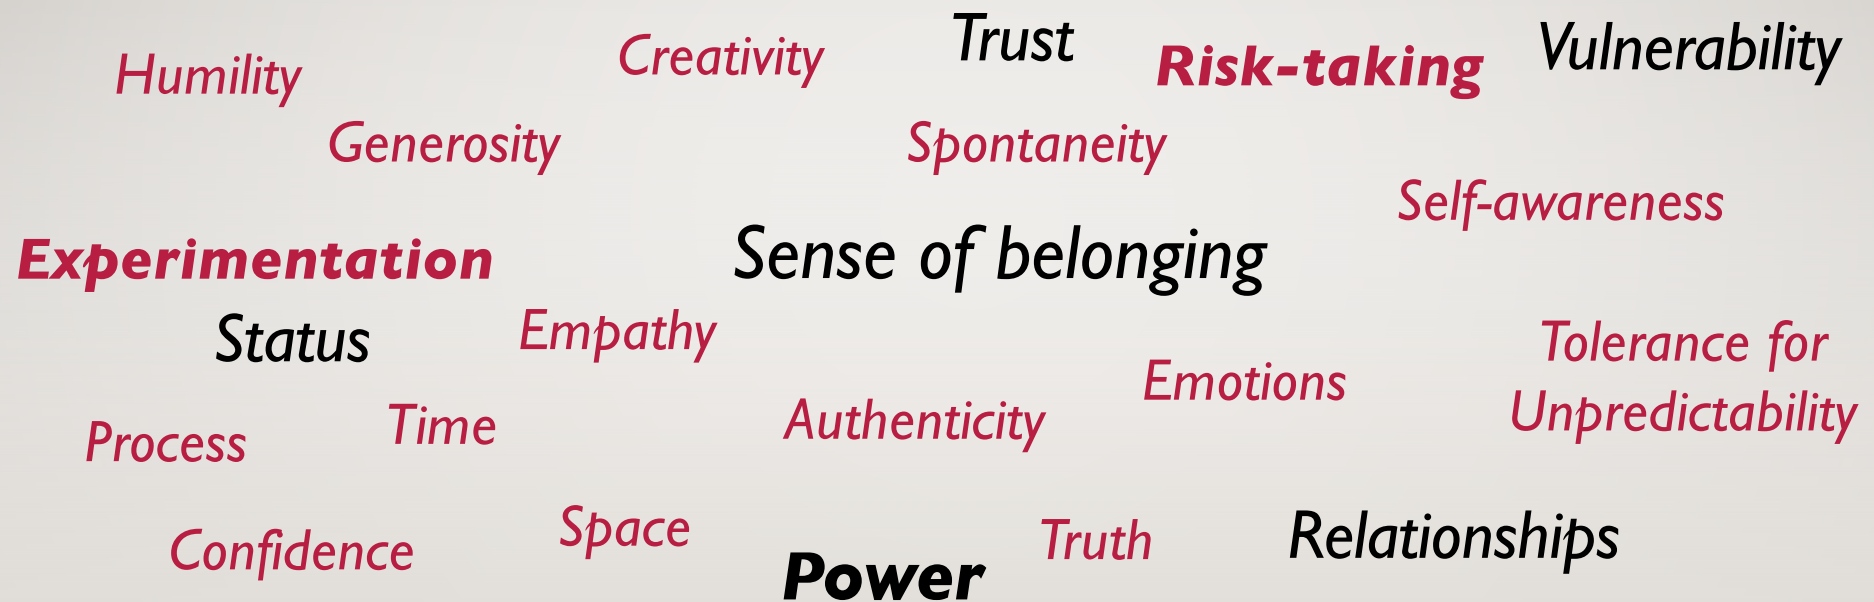 Trust
Vulnerability
Creativity
Risk-taking
Humility
Generosity
Spontaneity
Self-awareness
Experimentation
Sense of belonging
Status
Empathy
Tolerance for
Unpredictability
Emotions
Time
Authenticity
Process
Space
Truth
Relationships
Confidence
Power